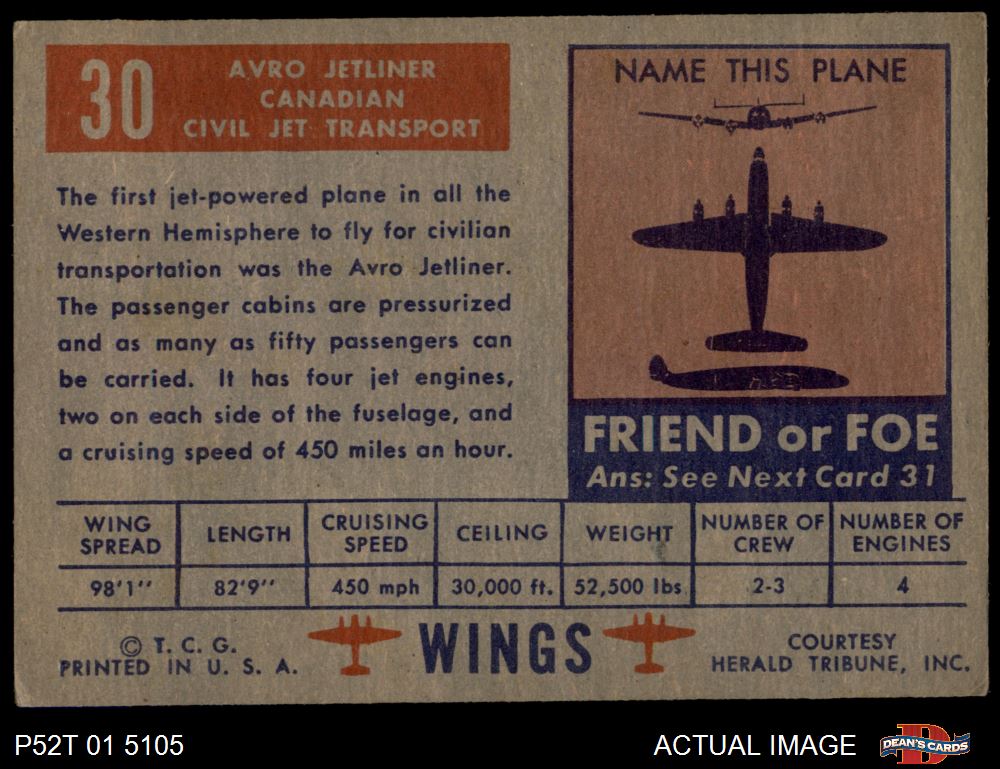 30
AVRO JETLINER
CANADIAN
CIVIL JET TRANSPORT
The first jet-powered plane in all the
Western Hemisphere to fly for civilian
transportation was the Avro Jetliner.
The passenger cabins are pressurized
and as many as fifty passengers can
be carried. It has four jet engines,
two on each side of the fuselage, and
a cruising speed of 450 miles an hour.
NAME THIS PLANE
FRIEND or FOE
Ans: See Next Card 31
WING SPREAD
LENGTH
CRUISING SPEED
CEILING
WEIGHT
NUMBER OF CREW
NUMBER OF ENGINES
98'1''
82'9''
450 mph
30,000 ft.
52,500 lbs
2-3
4
© T. C. G.
PRINTED IN U. S. A.
WINGS
COURTESY
HERALD TRIBUNE, INC.
P52T 01 5105
ACTUAL IMAGE
D
DEAN'S CARDS